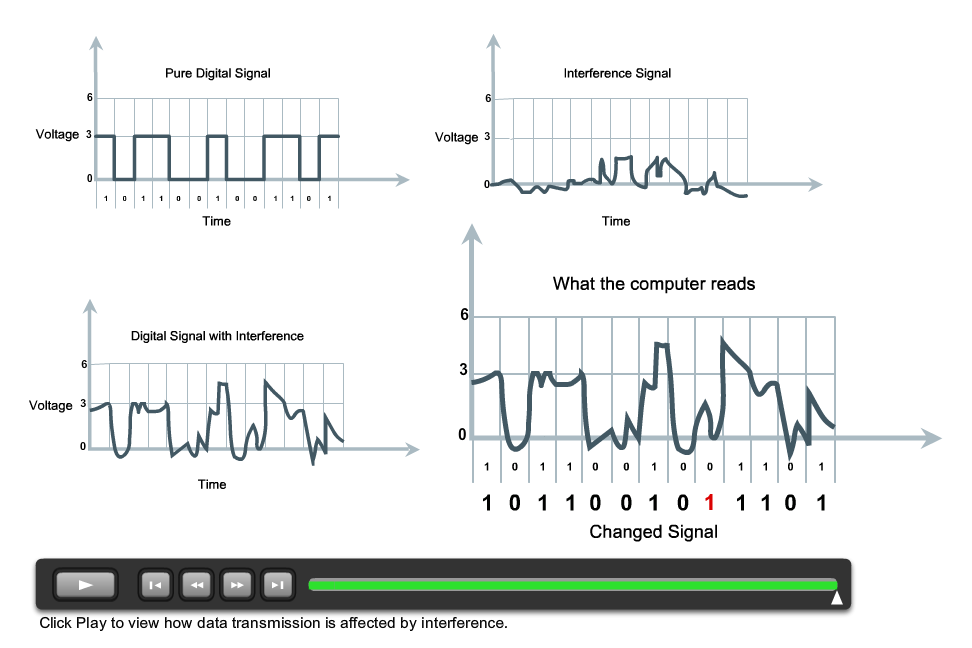 Pure Digital Signal
6
Voltage 3
0
1 0 1 1 0 0 1 0 0 1 1 0 1
Time
Interference Signal
6
Voltage 3
0
Time
Digital Signal with Interference
6
Voltage 3
0
Time
What the computer reads
6
3
0
1 0 1 1 0 0 1 0 0 1 1 0 1
1 0 1 1 0 0 1 0 1 1 1 0 1
Changed Signal
Click Play to view how data transmission is affected by interference.